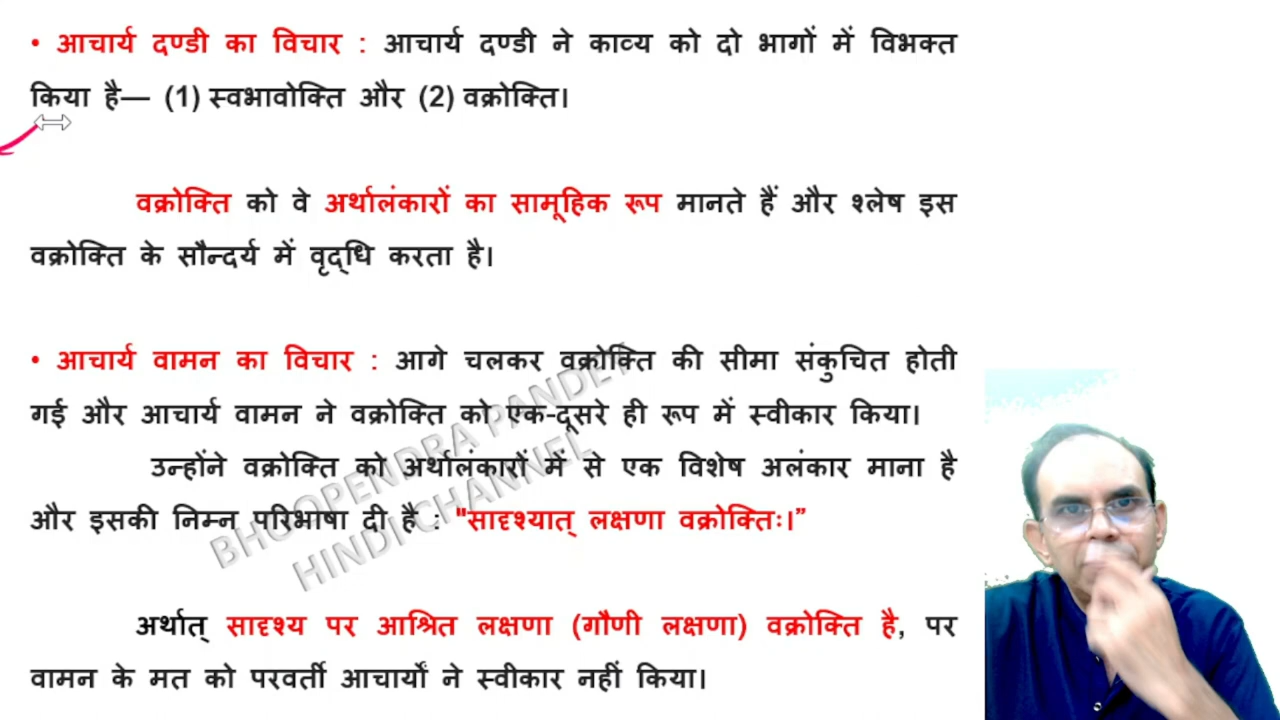 • आचार्य दण्डी का विचार : आचार्य दण्डी ने काव्य को दो भागों में विभक्त
किया है— (1) स्वभावोक्ति और (2) वक्रोक्ति।
वक्रोक्ति को वे अर्थालंकारों का सामूहिक रूप मानते हैं और श्लेष इस
वक्रोक्ति के सौन्दर्य में वृद्धि करता है।
• आचार्य वामन का विचार : आगे चलकर वक्रोक्ति की सीमा संकुचित होती
गई और आचार्य वामन ने वक्रोक्ति को एक-दूसरे ही रूप में स्वीकार किया।
उन्होंने वक्रोक्ति को अर्थालंकारों में से एक विशेष अलंकार माना है
और इसकी निम्न परिभाषा दी है : "सादृश्यात् लक्षणा वक्रोक्तिः।”
अर्थात् सादृश्य पर आश्रित लक्षणा (गौणी लक्षणा) वक्रोक्ति है, पर
वामन के मत को परवर्ती आचार्यों ने स्वीकार नहीं किया।
BHOOPENDRA PANDEY
HINDI CHANNEL